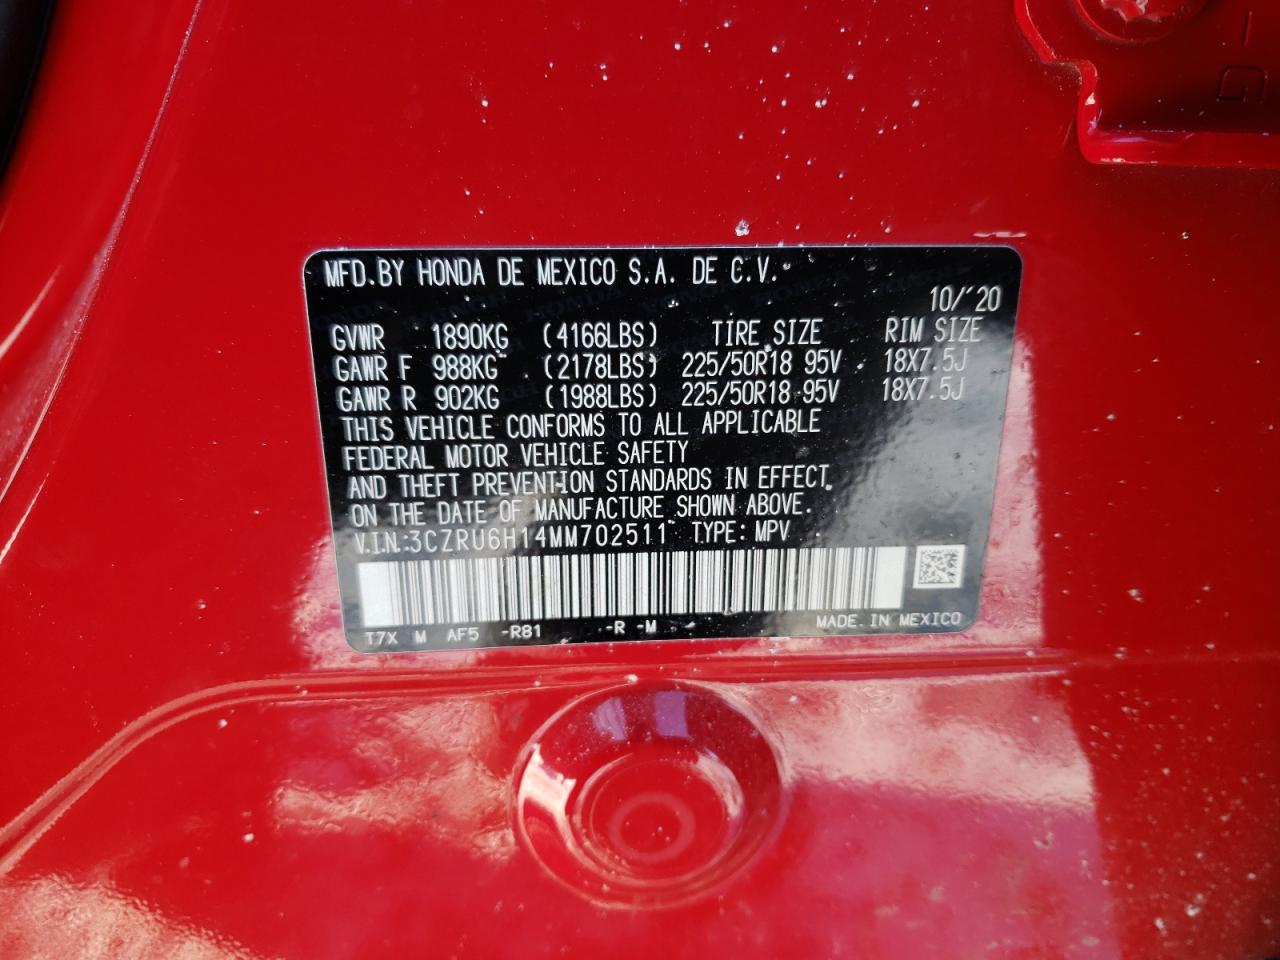 MFD.BY HONDA DE MEXICO S.A. DE C.V.
10/'20
GVWR 1890KG (4166LBS) TIRE SIZE RIM SIZE
GAWR F 988KG (2178LBS) 225/50R18 95V 18X7.5J
GAWR R 902KG (1988LBS) 225/50R18 95V 18X7.5J
THIS VEHICLE CONFORMS TO ALL APPLICABLE
FEDERAL MOTOR VEHICLE SAFETY
AND THEFT PREVENTION STANDARDS IN EFFECT
ON THE DATE OF MANUFACTURE SHOWN ABOVE.
V.I.N.:3CZRU6H14MM702511 TYPE: MPV
T7X M AF5 -R81 -R -M MADE IN MEXICO